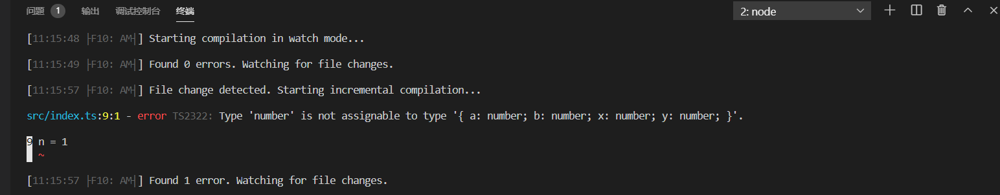 问题 1 输出 调试控制台 终端 2: node
[11:15:48 ├F10: AM┤] Starting compilation in watch mode...
[11:15:49 ├F10: AM┤] Found 0 errors. Watching for file changes.
[11:15:57 ├F10: AM┤] File change detected. Starting incremental compilation...
src/index.ts:9:1 - error TS2322: Type 'number' is not assignable to type '{ a: number; b: number; x: number; y: number; }'.
9 n = 1
~
[11:15:57 ├F10: AM┤] Found 1 error. Watching for file changes.